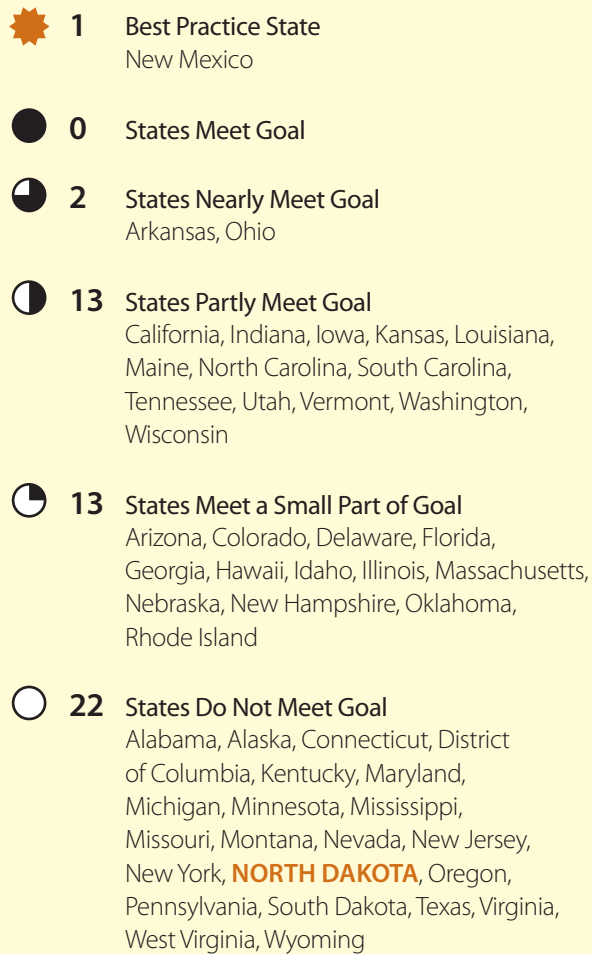 1 Best Practice State
New Mexico
0 States Meet Goal
2 States Nearly Meet Goal
Arkansas, Ohio
13 States Partly Meet Goal
California, Indiana, Iowa, Kansas, Louisiana,
Maine, North Carolina, South Carolina,
Tennessee, Utah, Vermont, Washington,
Wisconsin
13 States Meet a Small Part of Goal
Arizona, Colorado, Delaware, Florida,
Georgia, Hawaii, Idaho, Illinois, Massachusetts,
Nebraska, New Hampshire, Oklahoma,
Rhode Island
22 States Do Not Meet Goal
Alabama, Alaska, Connecticut, District
of Columbia, Kentucky, Maryland,
Michigan, Minnesota, Mississippi,
Missouri, Montana, Nevada, New Jersey,
New York, NORTH DAKOTA, Oregon,
Pennsylvania, South Dakota, Texas, Virginia,
West Virginia, Wyoming